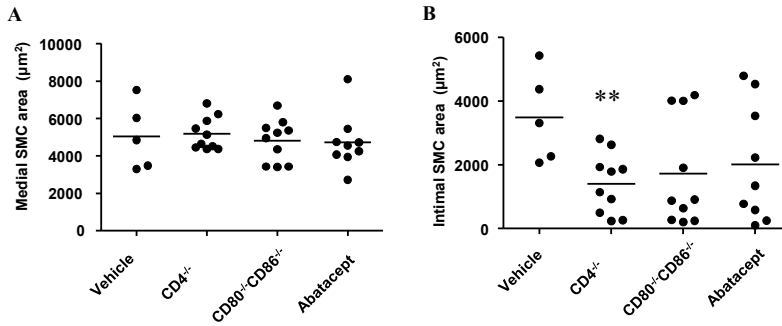 A
Medial SMC area (µm²)
10000
8000
6000
4000
2000
0
Vehicle
CD4⁻/⁻
CD80⁻/⁻CD86⁻/⁻
Abatacept
B
Intimal SMC area (µm²)
6000
4000
2000
0
**
Vehicle
CD4⁻/⁻
CD80⁻/⁻CD86⁻/⁻
Abatacept